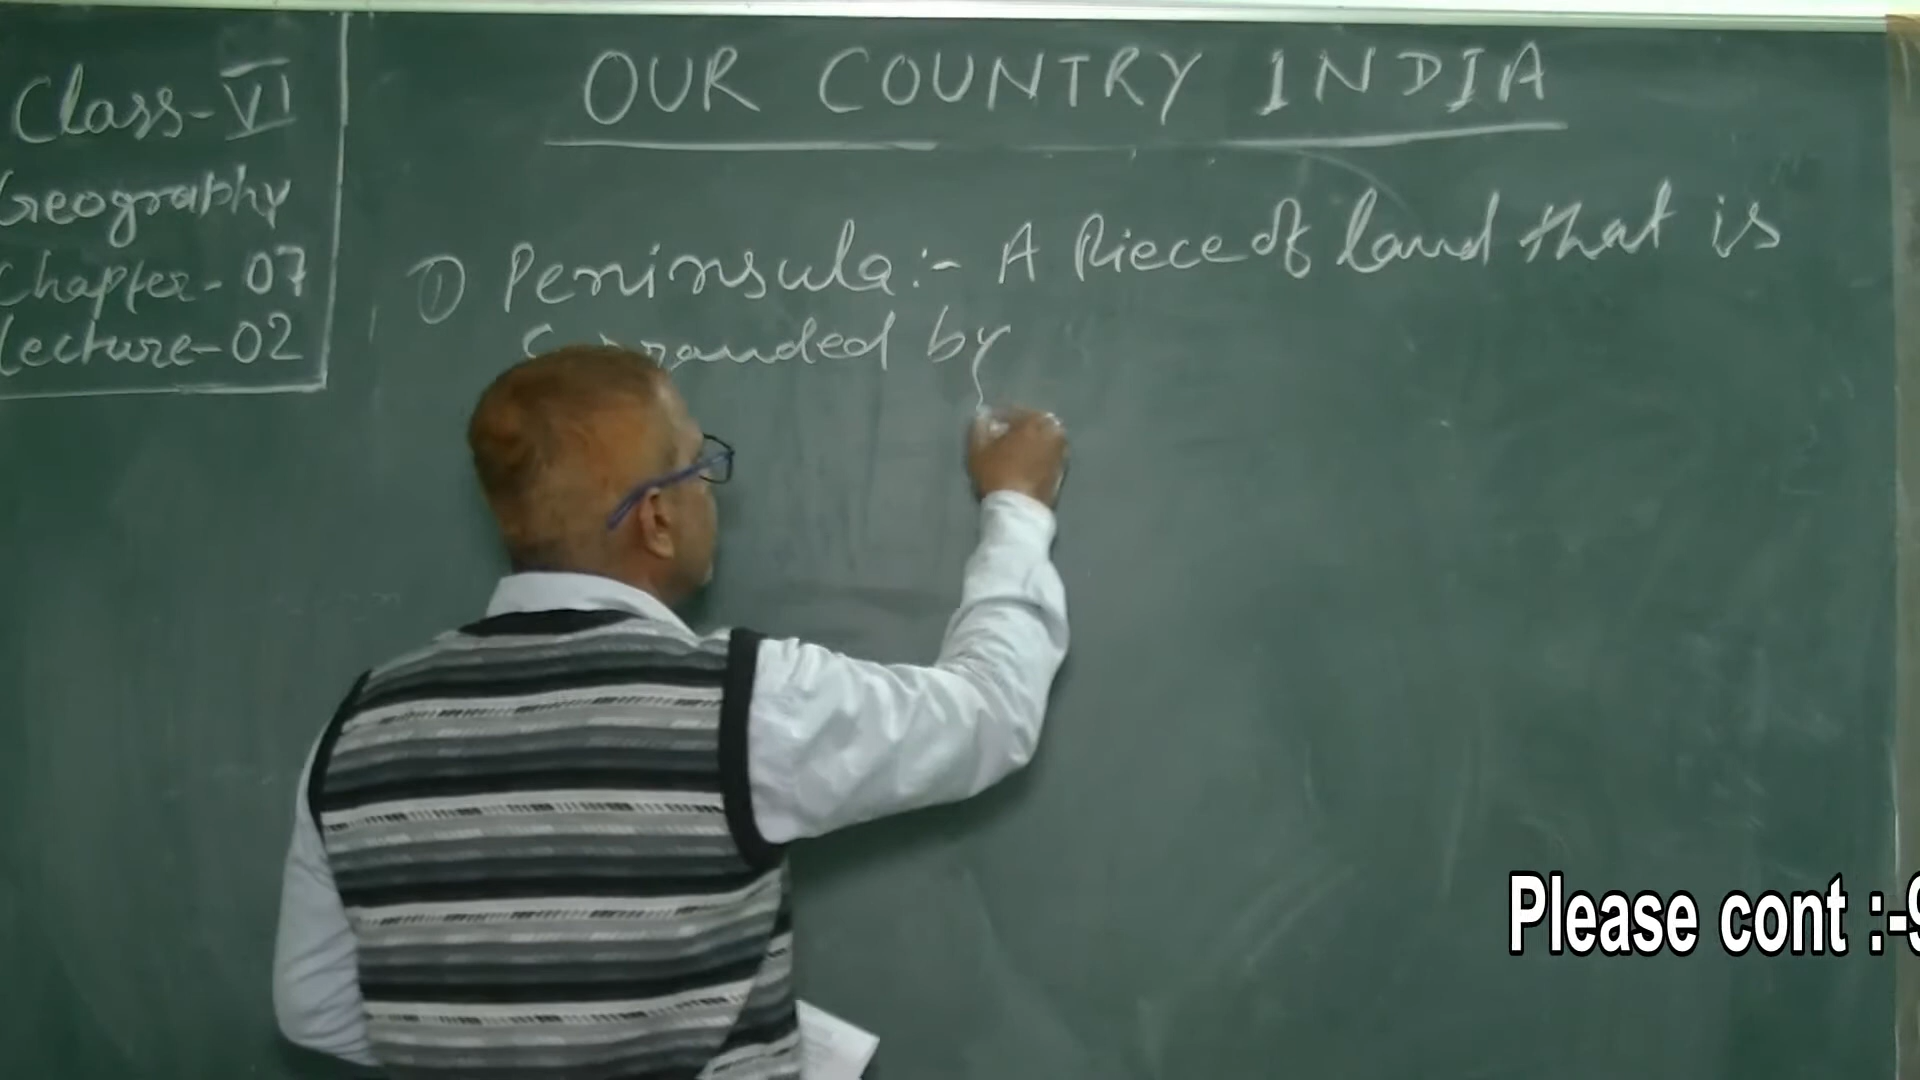 Class-VI
Geography
Chapter-07
Lecture-02
OUR COUNTRY INDIA
① Peninsula:- A Piece of land that is
by
Please cont :-9